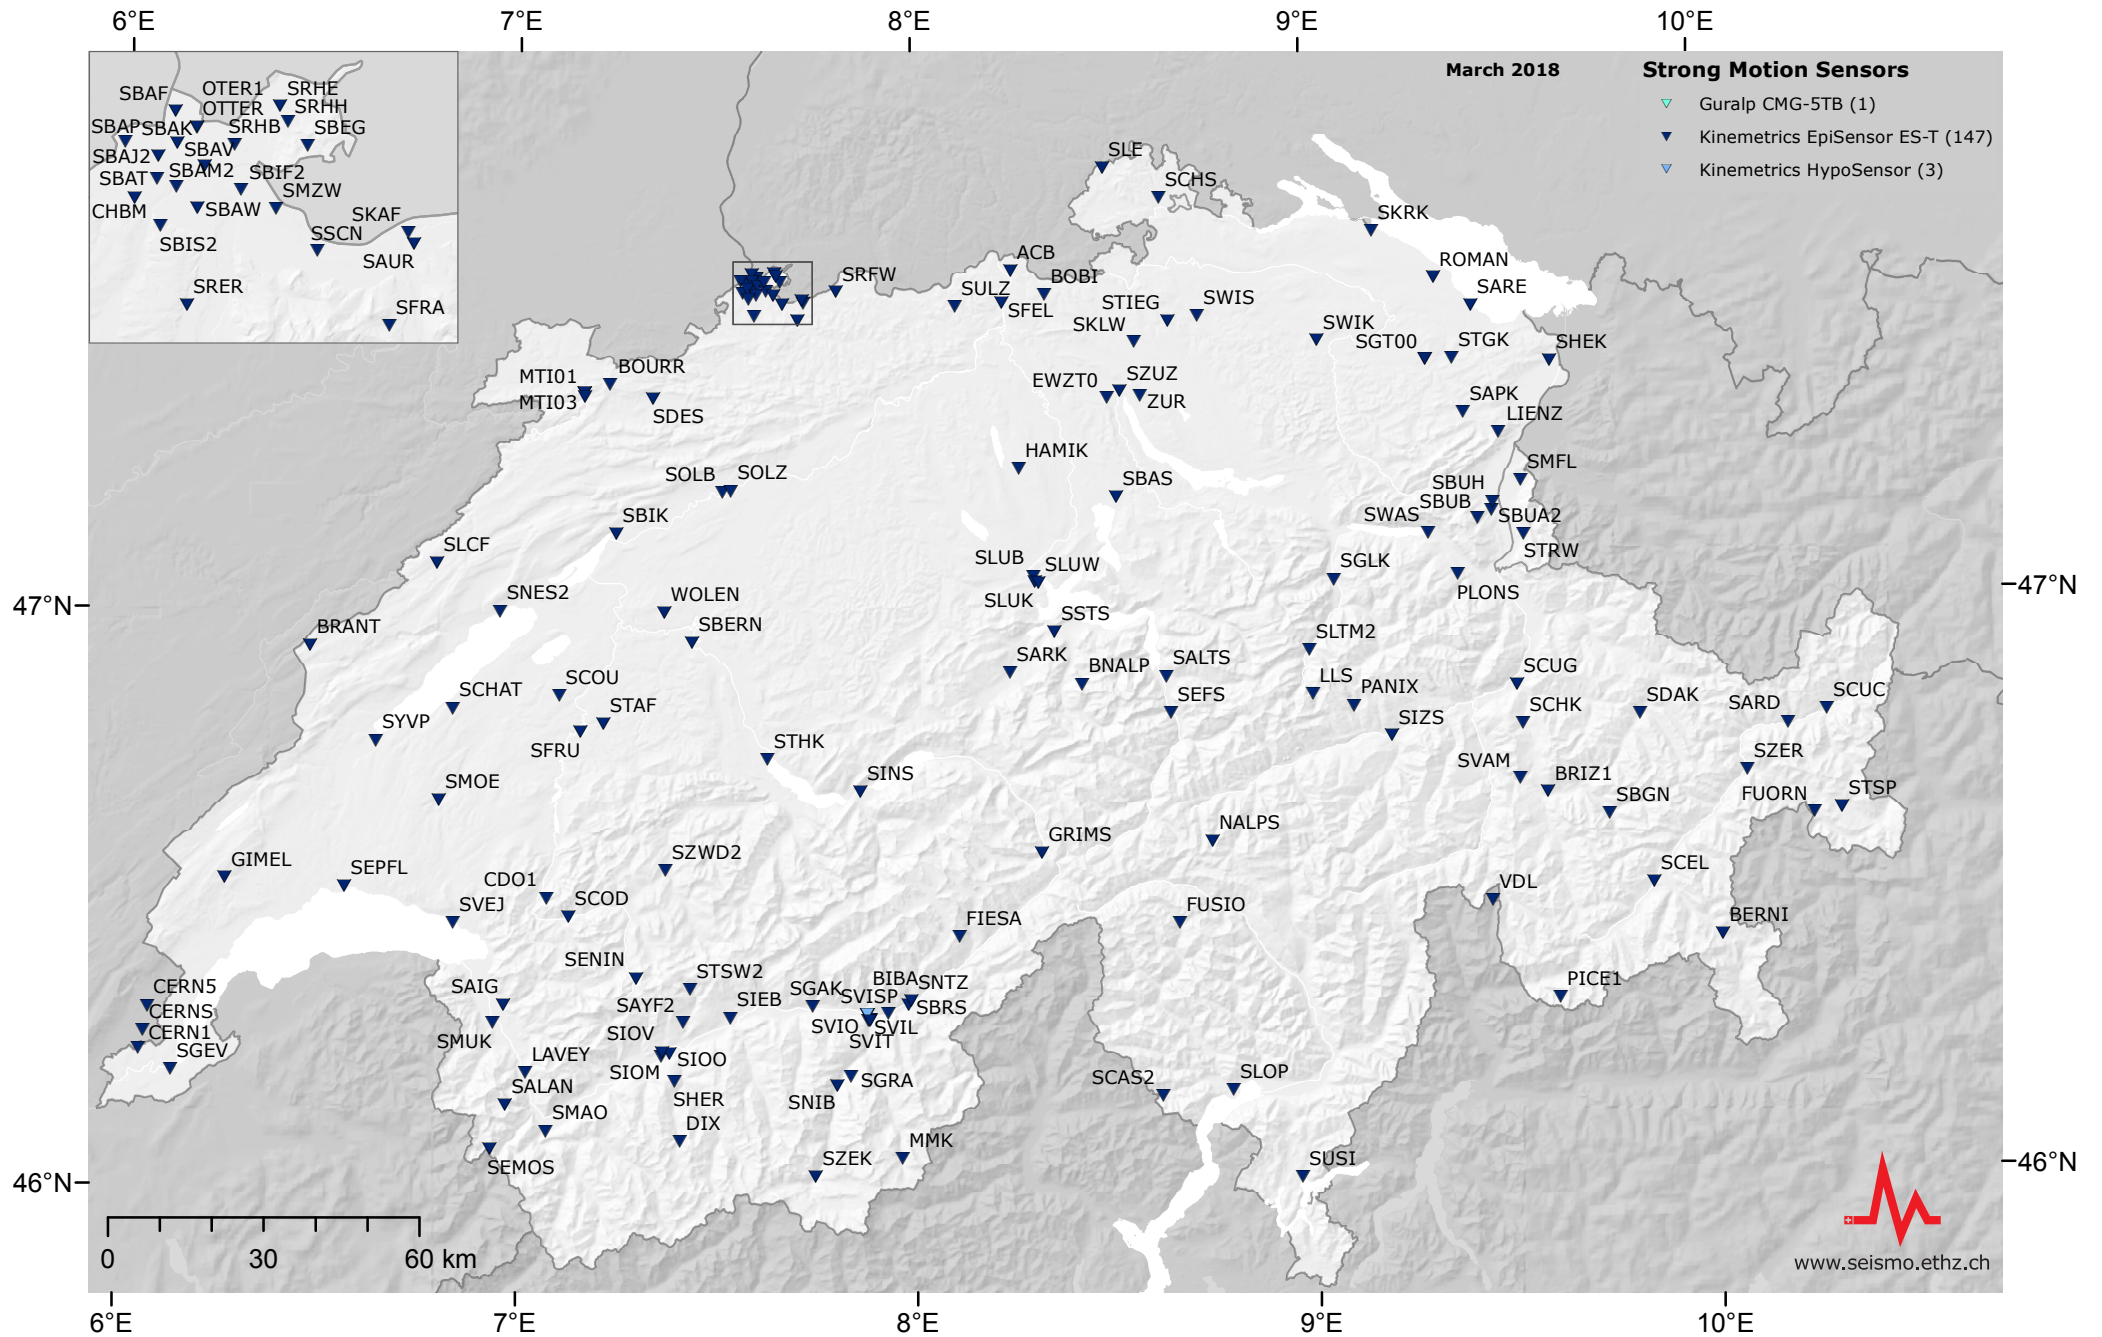 6°E 7°E 8°E 9°E 10°E
March 2018
Strong Motion Sensors
Guralp CMG-5TB (1)
Kinemetrics EpiSensor ES-T (147)
Kinemetrics HypoSensor (3)
SBAF
OTER1
OTTER
SRHE
SRHH
SBAP
SBAK
SRHB
SBEG
SBAJ2
SBAV
SBAT
SBAM2
SBIF2
SMZW
CHBM
SBAW
SKAF
SBIS2
SSCN
SAUR
SRER
SFRA
SLE
SCHS
SKRK
ACB
ROMAN
SRFW
BOBI
SARE
SULZ
SFEL
STIEG
SWIS
SKLW
SWIK
SGT00
STGK
SHEK
MTI01
BOURR
MTI03
SDES
EWZT0
SZUZ
ZUR
SAPK
LIENZ
HAMIK
SOLB
SOLZ
SBAS
SMFL
SBUH
SBUB
SWAS
SBUA2
SBIK
STRW
SLCF
SLUB
SLUW
SGLK
PLONS
SLUK
47°N
47°N
SNES2
WOLEN
SSTS
BRANT
SBERN
SLTM2
SARK
BNALP
SALTS
SCUG
SCHAT
SCOU
LLS
PANIX
SEFS
SCHK
SDAK
SARD
SCUC
SYVP
STAF
SIZS
SFRU
STHK
SZER
SVAM
BRIZ1
SMOE
SINS
SBGN
FUORN
STSP
GRIMS
NALPS
GIMEL
SEPFL
SZWD2
CDO1
SCEL
SVEJ
SCOD
VDL
FIESA
FUSIO
BERNI
SENIN
STSW2
PICE1
CERN5
SAIG
SGAK
BIBA
SNTZ
SVISP
CERNS
SAYF2
SIEB
SBRS
CERN1
SMUK
SIOV
SVIO
SVIL
SVIT
SGEV
LAVEY
SIOO
SIOM
SALAN
SGRA
SCAS2
SLOP
SMAO
SHER
SNIB
DIX
SEMOS
SZEK
MMK
SUSI
46°N
46°N
0 30 60 km
www.seismo.ethz.ch
6°E 7°E 8°E 9°E 10°E